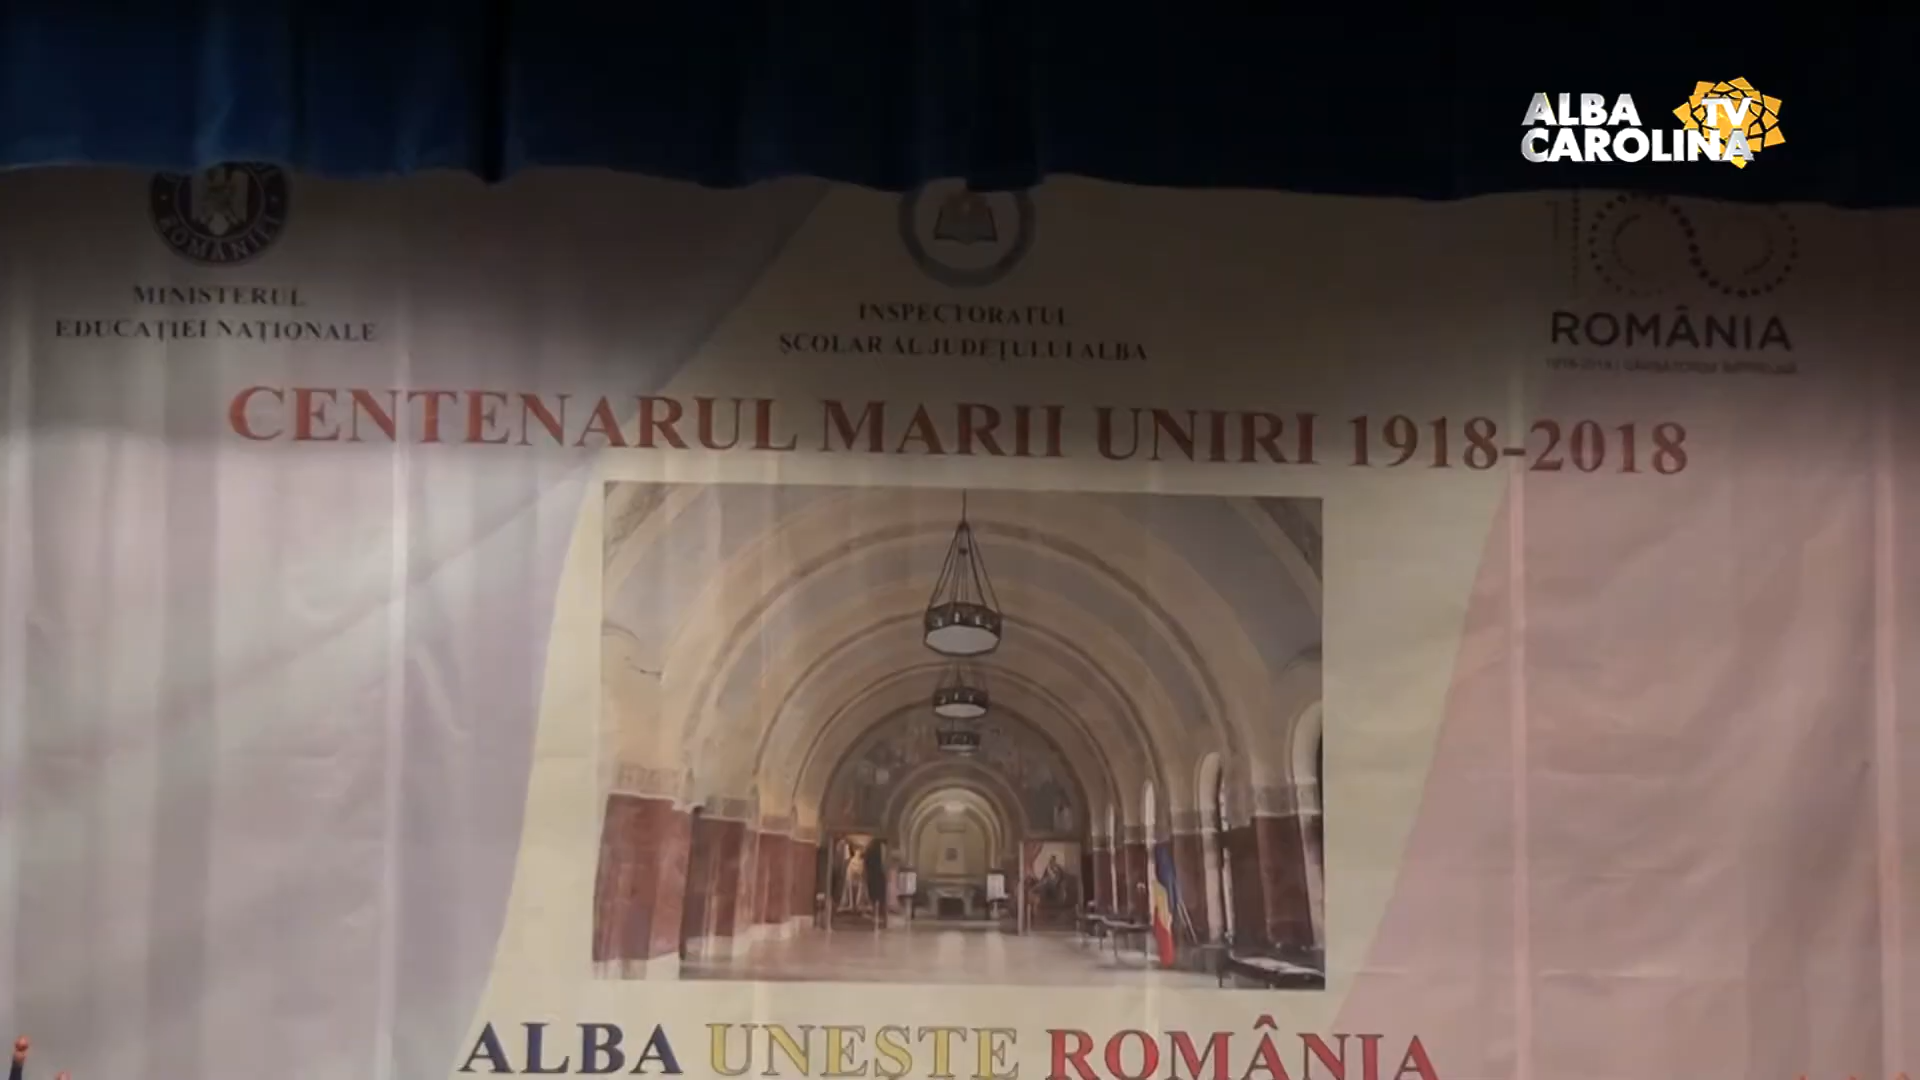 ALBA TV
CAROLINA
ROMÂNIEI
MINISTERUL
EDUCAȚIEI NAȚIONALE
INSPECTORATUL
ȘCOLAR AL JUDEȚULUI ALBA
ROMÂNIA
CENTENARUL MARII UNIRI 1918-2018
ALBA UNEȘTE ROMÂNIA